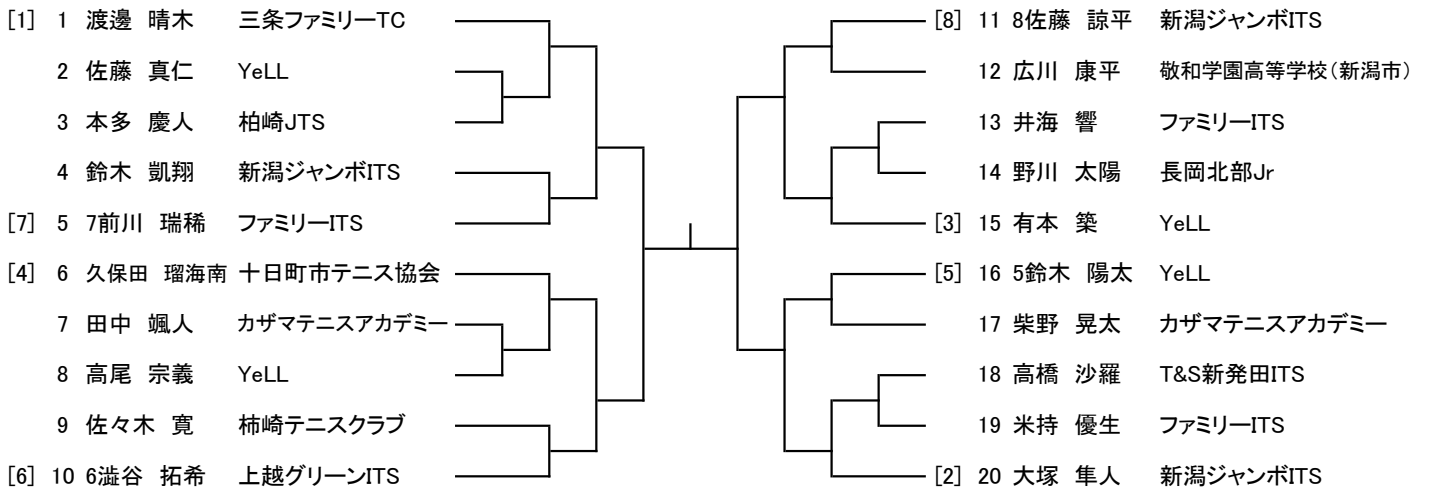 [1] 1 渡邊 晴木 三条ファミリーTC
2 佐藤 真仁 YeLL
3 本多 慶人 柏崎JTS
4 鈴木 凱翔 新潟ジャンボITS
[7] 5 7前川 瑞稀 ファミリーITS
[4] 6 久保田 瑠海南 十日町市テニス協会
7 田中 颯人 カザマテニスアカデミー
8 高尾 宗義 YeLL
9 佐々木 寛 柿崎テニスクラブ
[6] 10 6澁谷 拓希 上越グリーンITS
[8] 11 8佐藤 諒平 新潟ジャンボITS
12 広川 康平 敬和学園高等学校（新潟市）
13 井海 響 ファミリーITS
14 野川 太陽 長岡北部Jr
[3] 15 有本 築 YeLL
[5] 16 5鈴木 陽太 YeLL
17 柴野 晃太 カザマテニスアカデミー
18 高橋 沙羅 T&S新発田ITS
19 米持 優生 ファミリーITS
[2] 20 大塚 隼人 新潟ジャンボITS